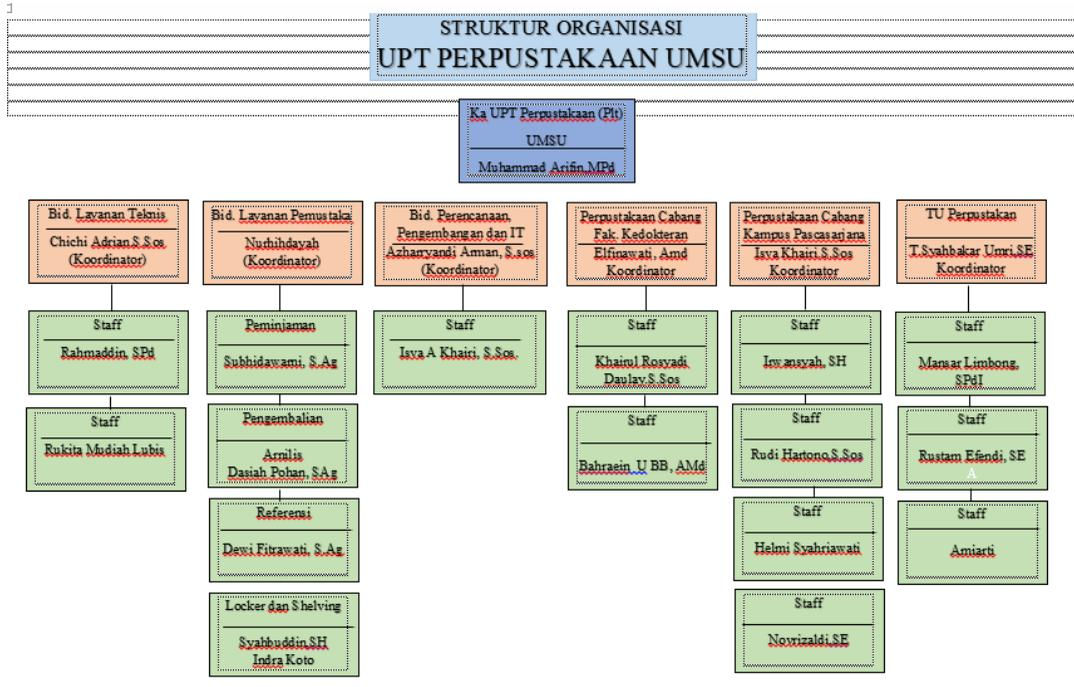 STRUKTUR ORGANISASI
UPT PERPUSTAKAAN UMSU
Ka UPT Perpustakaan (Plt)
UMSU
Muhammad Arifin,MPd
Bid. Layanan Teknis
Chichi Adrian,S.Sos
(Koordinator)
Staff
Rahmaddin, SPd
Staff
Rukita Mudiah Lubis
Bid. Layanan Pemustaka
Nurhihdayah
(Koordinator)
Peminjaman
Subhidawarni, S.Ag
Pengembalian
Arnilis
Dasiah Pohan, S.Ag
Referensi
Dewi Fitrawati, S.Ag
Locker dan Shelving
Syahbuddin,SH
Indra Koto
Bid. Perencanaan,
Pengembangan dan IT
Azharyandi Arman, S.sos
(Koordinator)
Staff
Isya A Khairi, S.Sos.
Perpustakaan Cabang
Fak. Kedokteran
Elfinawati, Amd
Koordinator
Staff
Khairul Rosyadi
Daulay.S.Sos
Staff
Bahraein U BB, AMd
Perpustakaan Cabang
Kampus Pascasarjana
Isya Khairi,S.Sos
Koordinator
Staff
Irwansyah, SH
Staff
Rudi Hartono,S.Sos
Staff
Helmi Syahriawati
Staff
Novrizaldi,SE
TU Perpustakan
T.Syahbakar Umri,SE
Koordinator
Staff
Mansar Limbong,
SPdI
Staff
Rustam Efendi, SE
A
Staff
Amiarti